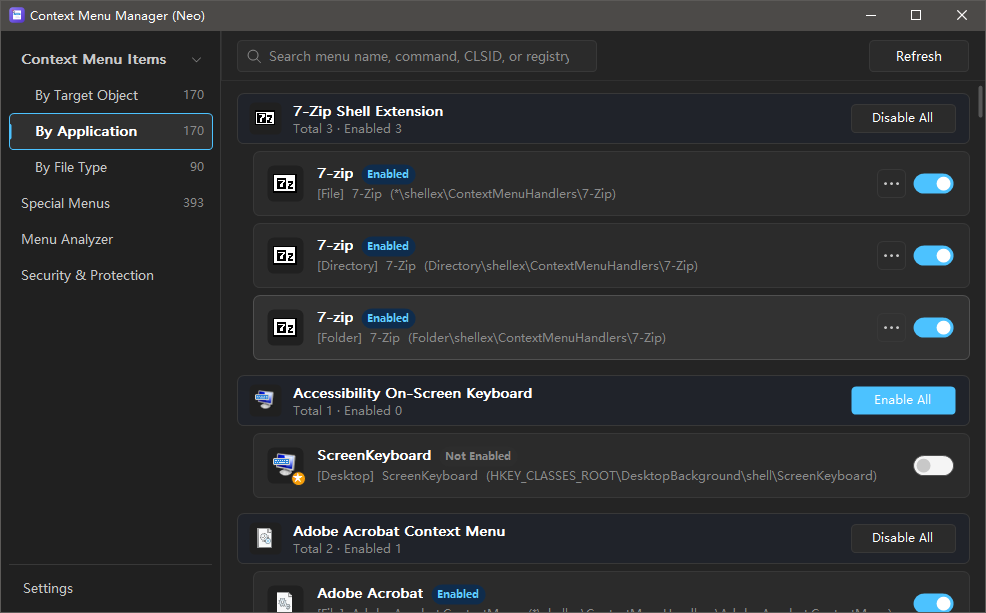 Context Menu Manager (Neo)
Context Menu Items
By Target Object 170
By Application 170
By File Type 90
Special Menus 393
Menu Analyzer
Security & Protection
Settings
Search menu name, command, CLSID, or registry
Refresh
7-Zip Shell Extension
Total 3 · Enabled 3
Disable All
7-zip Enabled
[File] 7-Zip (*\shellex\ContextMenuHandlers\7-Zip)
7-zip Enabled
[Directory] 7-Zip (Directory\shellex\ContextMenuHandlers\7-Zip)
7-zip Enabled
[Folder] 7-Zip (Folder\shellex\ContextMenuHandlers\7-Zip)
Accessibility On-Screen Keyboard
Total 1 · Enabled 0
Enable All
ScreenKeyboard Not Enabled
[Desktop] ScreenKeyboard (HKEY_CLASSES_ROOT\DesktopBackground\shell\ScreenKeyboard)
Adobe Acrobat Context Menu
Total 2 · Enabled 1
Disable All
Adobe Acrobat Enabled